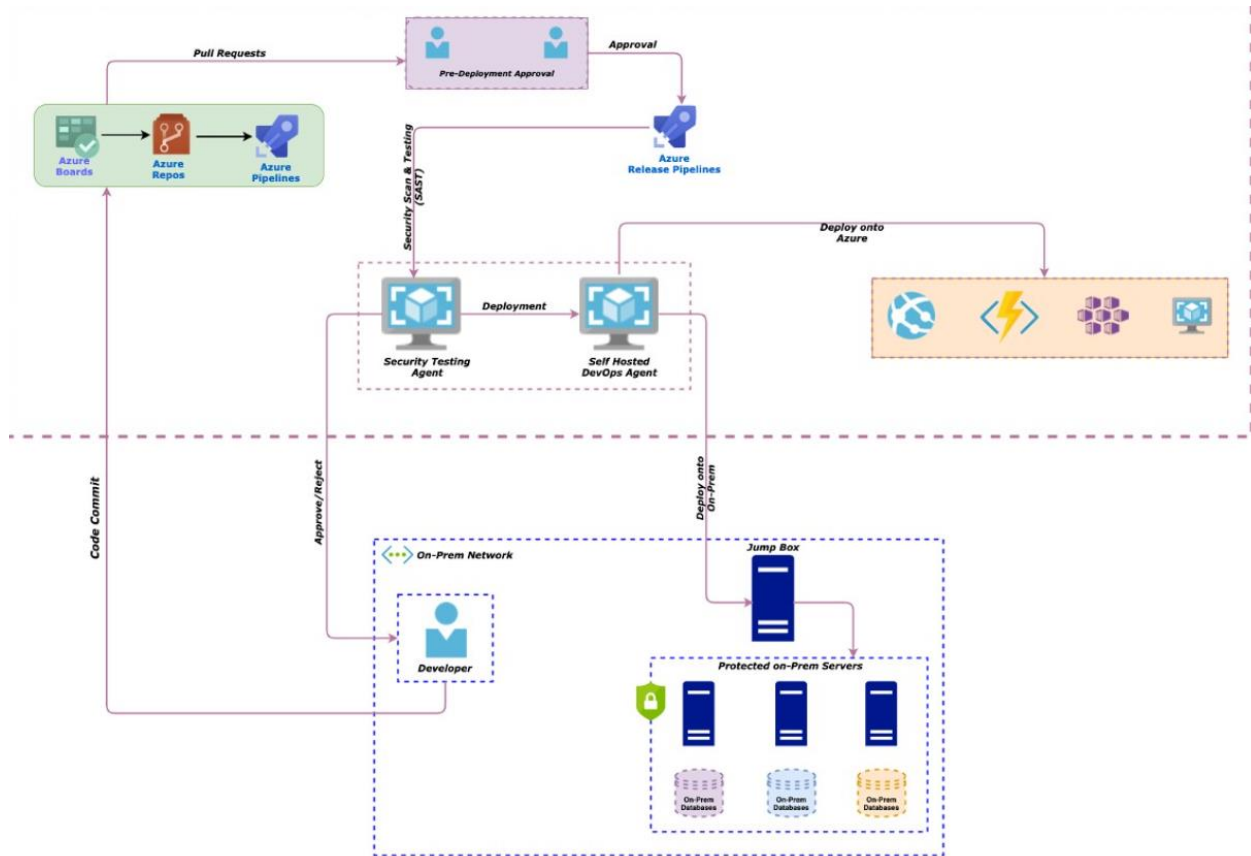 Pull Requests
Pre-Deployment Approval
Approval
Azure
Boards
Azure
Repos
Azure
Pipelines
Azure
Release Pipelines
Security Scan & Testing
(SAST)
Deploy onto
Azure
Deployment
Security Testing
Agent
Self Hosted
DevOps Agent
Code Commit
Approve/Reject
Deploy onto
On-Prem
On-Prem Network
Jump Box
Developer
Protected on-Prem Servers
On-Prem
Databases
On-Prem
Databases
On-Prem
Databases